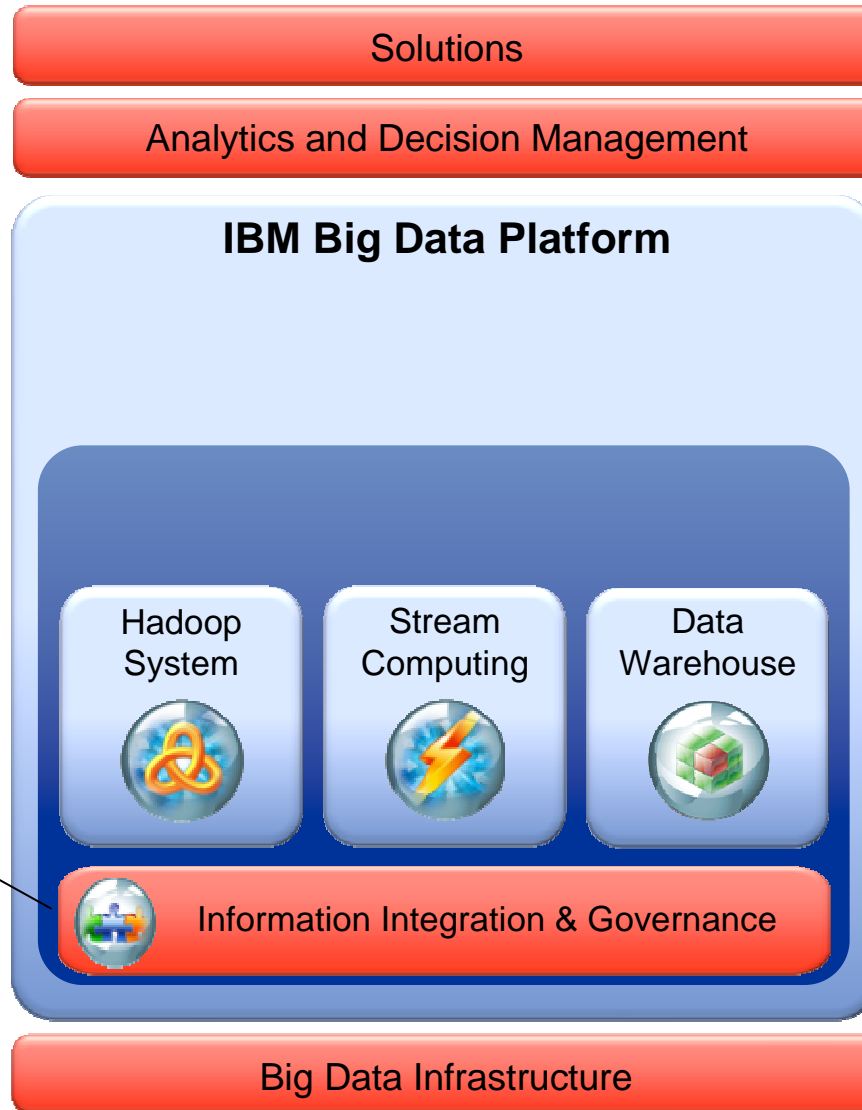 Solutions
Analytics and Decision Management
IBM Big Data Platform
Hadoop
System
Stream
Computing
Data
Warehouse
Information Integration & Governance
Big Data Infrastructure